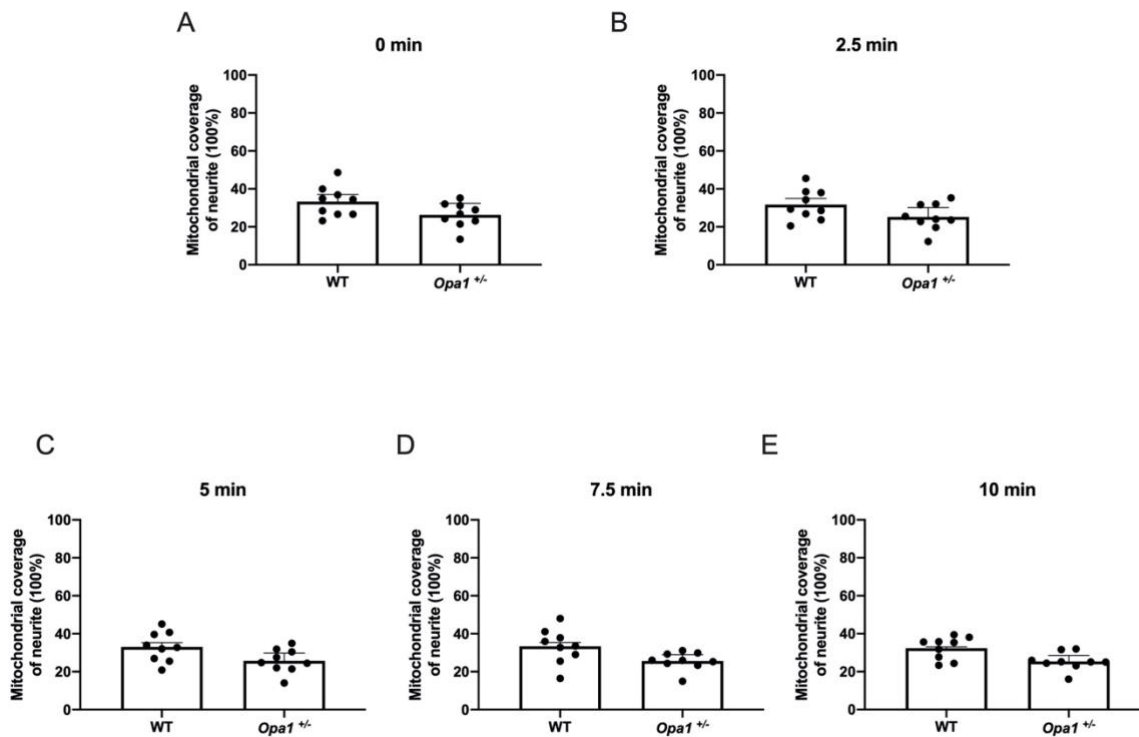 A
0 min
Mitochondrial coverage
of neurite (100%)
100
80
60
40
20
0
WT
Opa1 +/-
B
2.5 min
Mitochondrial coverage
of neurite (100%)
100
80
60
40
20
0
WT
Opa1 +/-
C
5 min
Mitochondrial coverage
of neurite (100%)
100
80
60
40
20
0
WT
Opa1 +/-
D
7.5 min
Mitochondrial coverage
of neurite (100%)
100
80
60
40
20
0
WT
Opa1 +/-
E
10 min
Mitochondrial coverage
of neurite (100%)
100
80
60
40
20
0
WT
Opa1 +/-